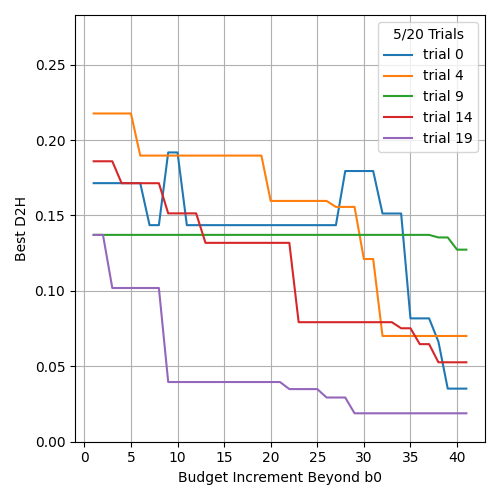 5/20 Trials
trial 0
trial 4
trial 9
trial 14
trial 19
0.25
0.20
0.15
0.10
0.05
0.00
Best D2H
0 5 10 15 20 25 30 35 40
Budget Increment Beyond b0